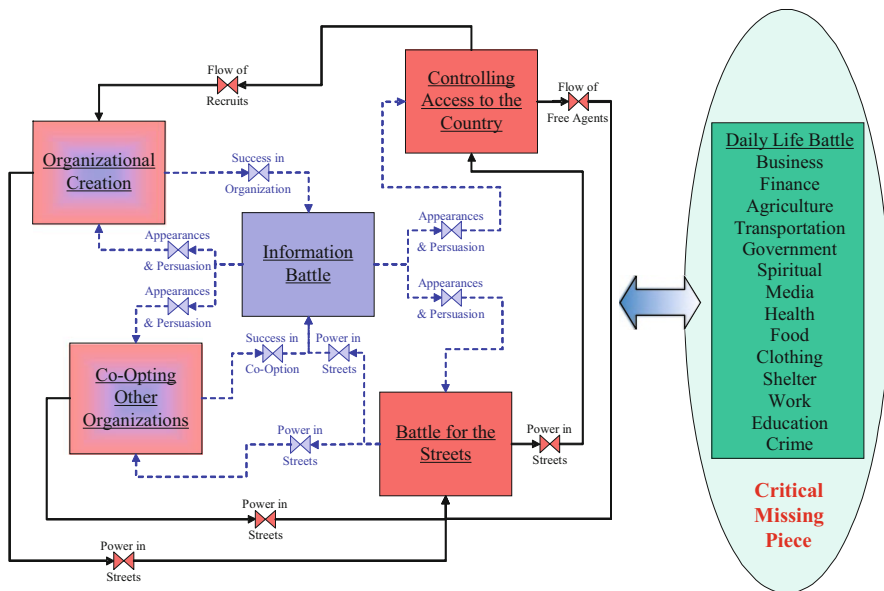 Flow of
Recruits
Controlling
Access to the
Country
Flow of
Free Agents
Organizational
Creation
Success in
Organization
Appearances
& Persuasion
Information
Battle
Appearances
& Persuasion
Appearances
& Persuasion
Appearances
& Persuasion
Success in
Co-Option
Power in
Streets
Co-Opting
Other
Organizations
Power in
Streets
Battle for the
Streets
Power in
Streets
Power in
Streets
Power in
Streets
Daily Life Battle
Business
Finance
Agriculture
Transportation
Government
Spiritual
Media
Health
Food
Clothing
Shelter
Work
Education
Crime
Critical
Missing
Piece